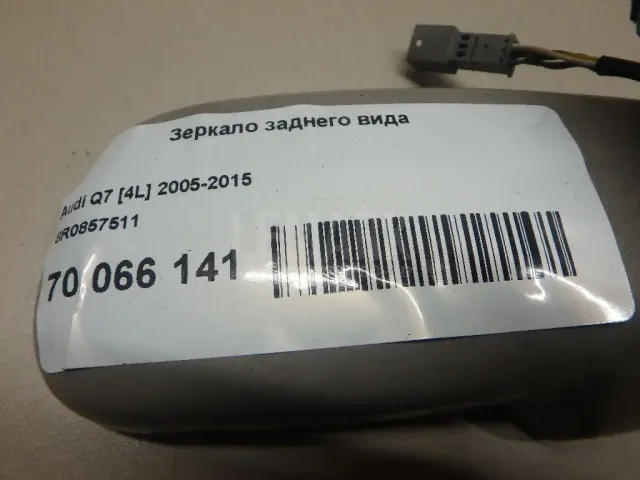 Зеркало заднего вида
Audi Q7 [4L] 2005-2015
8R0857511
70 066 141